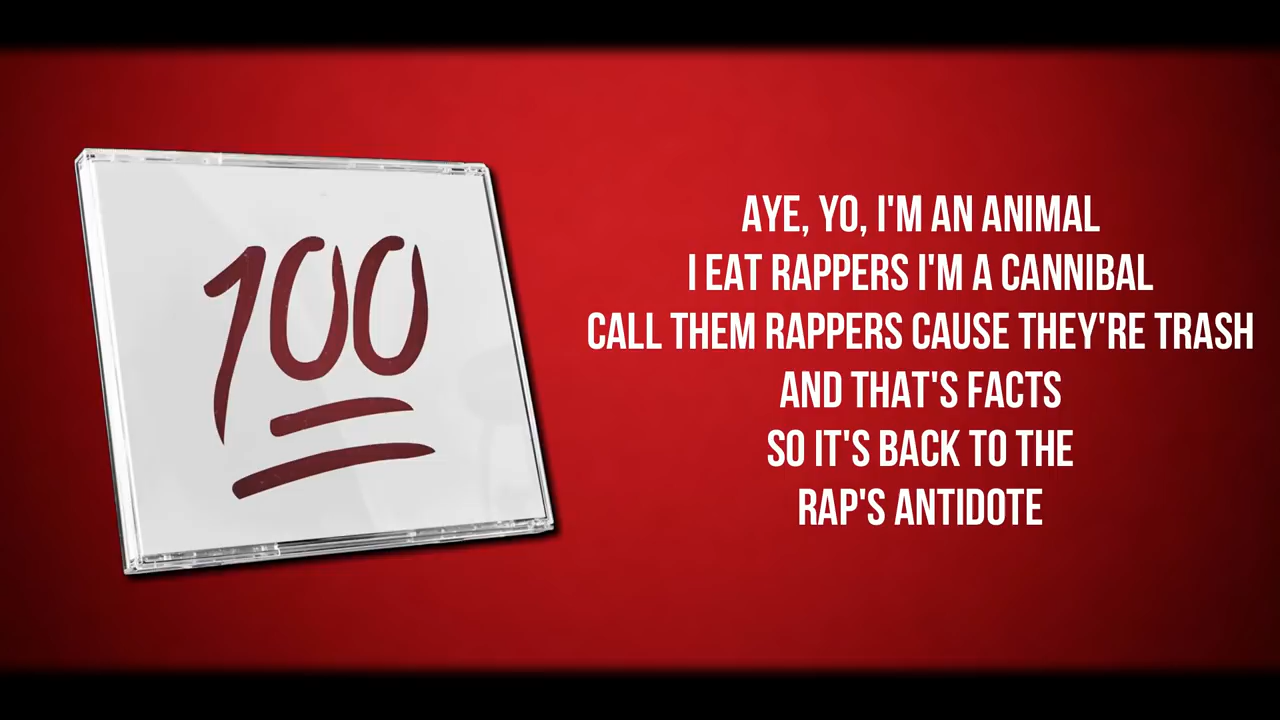 100
AYE, YO, I'M AN ANIMAL
I EAT RAPPERS I'M A CANNIBAL
CALL THEM RAPPERS CAUSE THEY'RE TRASH
AND THAT'S FACTS
SO IT'S BACK TO THE
RAP'S ANTIDOTE